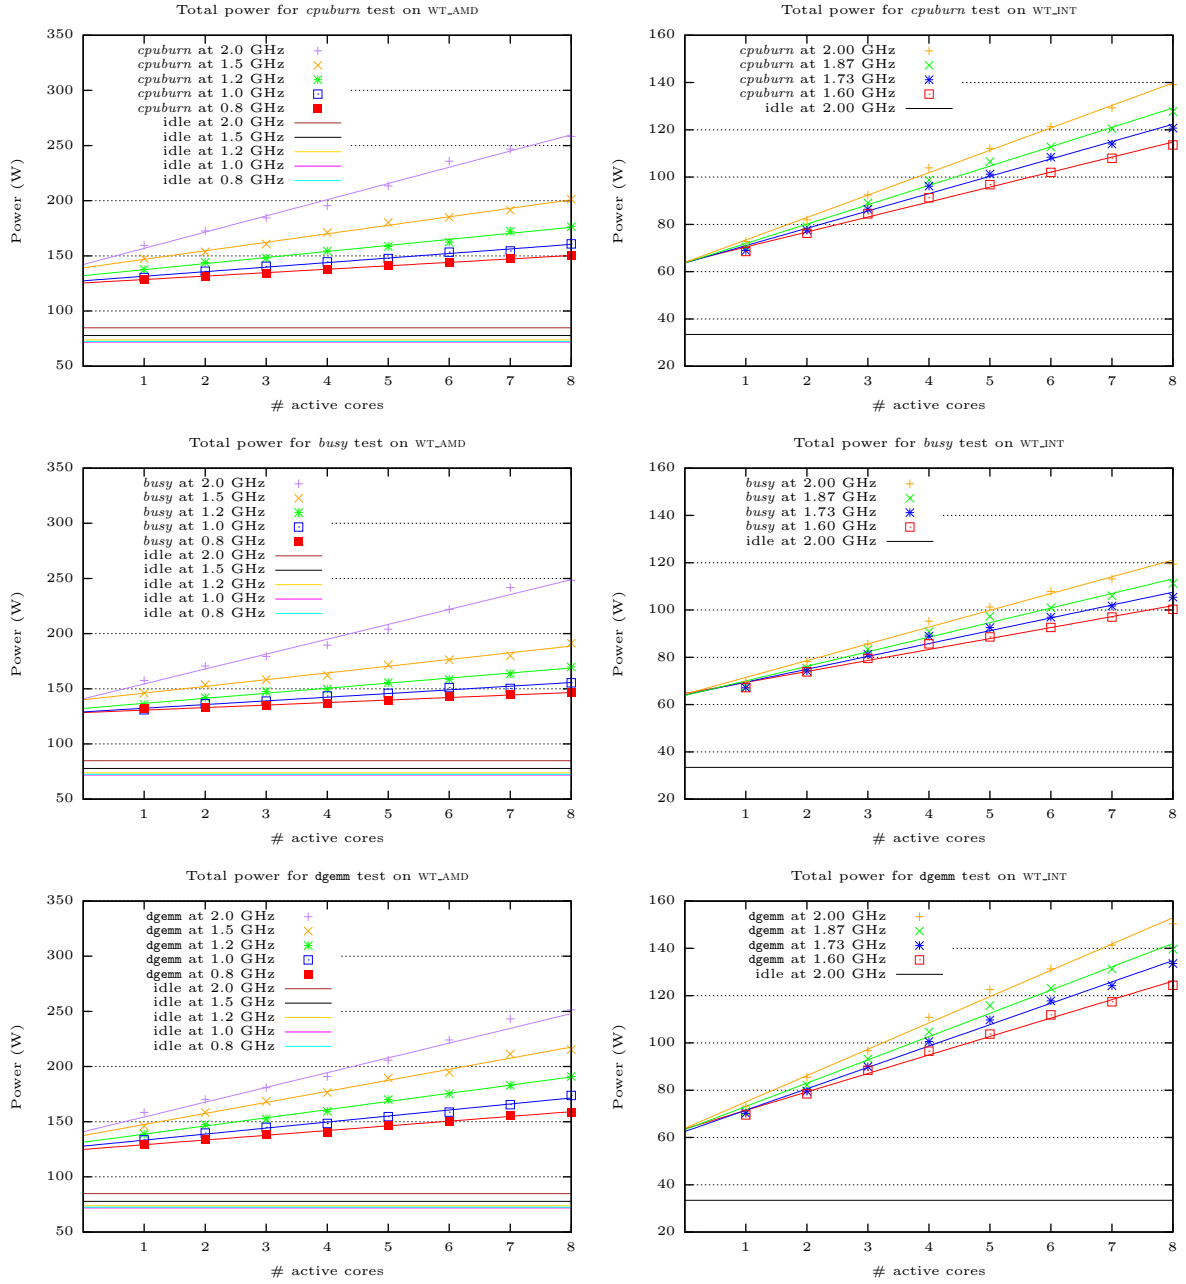 Total power for cpuburn test on WT_AMD
350
300
250
200
150
100
50
1 2 3 4 5 6 7 8
Power (W)
# active cores
cpuburn at 2.0 GHz
cpuburn at 1.5 GHz
cpuburn at 1.2 GHz
cpuburn at 1.0 GHz
cpuburn at 0.8 GHz
idle at 2.0 GHz
idle at 1.5 GHz
idle at 1.2 GHz
idle at 1.0 GHz
idle at 0.8 GHz
Total power for cpuburn test on WT_INT
160
140
120
100
80
60
40
20
1 2 3 4 5 6 7 8
Power (W)
# active cores
cpuburn at 2.00 GHz
cpuburn at 1.87 GHz
cpuburn at 1.73 GHz
cpuburn at 1.60 GHz
idle at 2.00 GHz
Total power for busy test on WT_AMD
350
300
250
200
150
100
50
1 2 3 4 5 6 7 8
Power (W)
# active cores
busy at 2.0 GHz
busy at 1.5 GHz
busy at 1.2 GHz
busy at 1.0 GHz
busy at 0.8 GHz
idle at 2.0 GHz
idle at 1.5 GHz
idle at 1.2 GHz
idle at 1.0 GHz
idle at 0.8 GHz
Total power for busy test on WT_INT
160
140
120
100
80
60
40
20
1 2 3 4 5 6 7 8
Power (W)
# active cores
busy at 2.00 GHz
busy at 1.87 GHz
busy at 1.73 GHz
busy at 1.60 GHz
idle at 2.00 GHz
Total power for dgemm test on WT_AMD
350
300
250
200
150
100
50
1 2 3 4 5 6 7 8
Power (W)
# active cores
dgemm at 2.0 GHz
dgemm at 1.5 GHz
dgemm at 1.2 GHz
dgemm at 1.0 GHz
dgemm at 0.8 GHz
idle at 2.0 GHz
idle at 1.5 GHz
idle at 1.2 GHz
idle at 1.0 GHz
idle at 0.8 GHz
Total power for dgemm test on WT_INT
160
140
120
100
80
60
40
20
1 2 3 4 5 6 7 8
Power (W)
# active cores
dgemm at 2.00 GHz
dgemm at 1.87 GHz
dgemm at 1.73 GHz
dgemm at 1.60 GHz
idle at 2.00 GHz